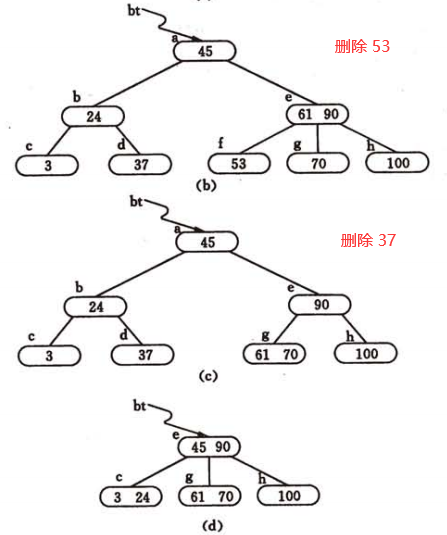 bt
a
45
删除 53
b
e
24
61 90
c
d
f
g
h
3
37
53
70
100
(b)
bt
a
45
删除 37
b
e
24
90
c
d
g
h
3
37
61 70
100
(c)
bt
e
45 90
c
g
h
3 24
61 70
100
(d)